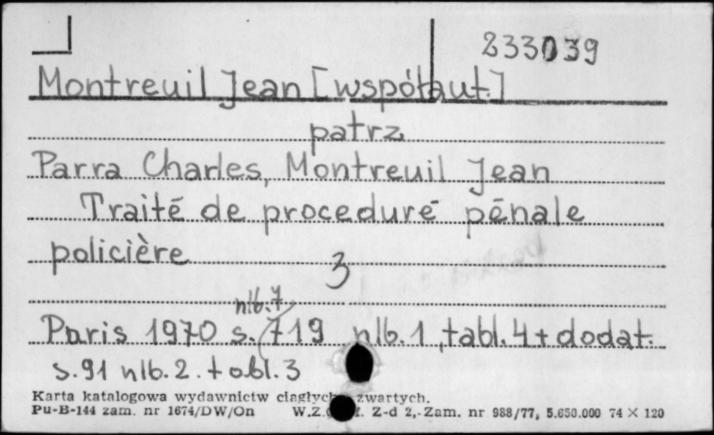 233039
Montreuil Jean [współaut.]
patrz
Parra Charles, Montreuil Jean
Traité de procedure pénale
policière
3
nlb. 7
Paris 1970 s. 719 nlb. 1, tabl. 4 + dodat.
s. 91 nlb. 2. tabl. 3
Karta katalogowa wydawnictw ciągłych zwartych.
Pu-B-144 zam. nr 1674/DW/On W.Z. Z-d 2, Zam. nr 988/77, 5.650.000 74 X 120